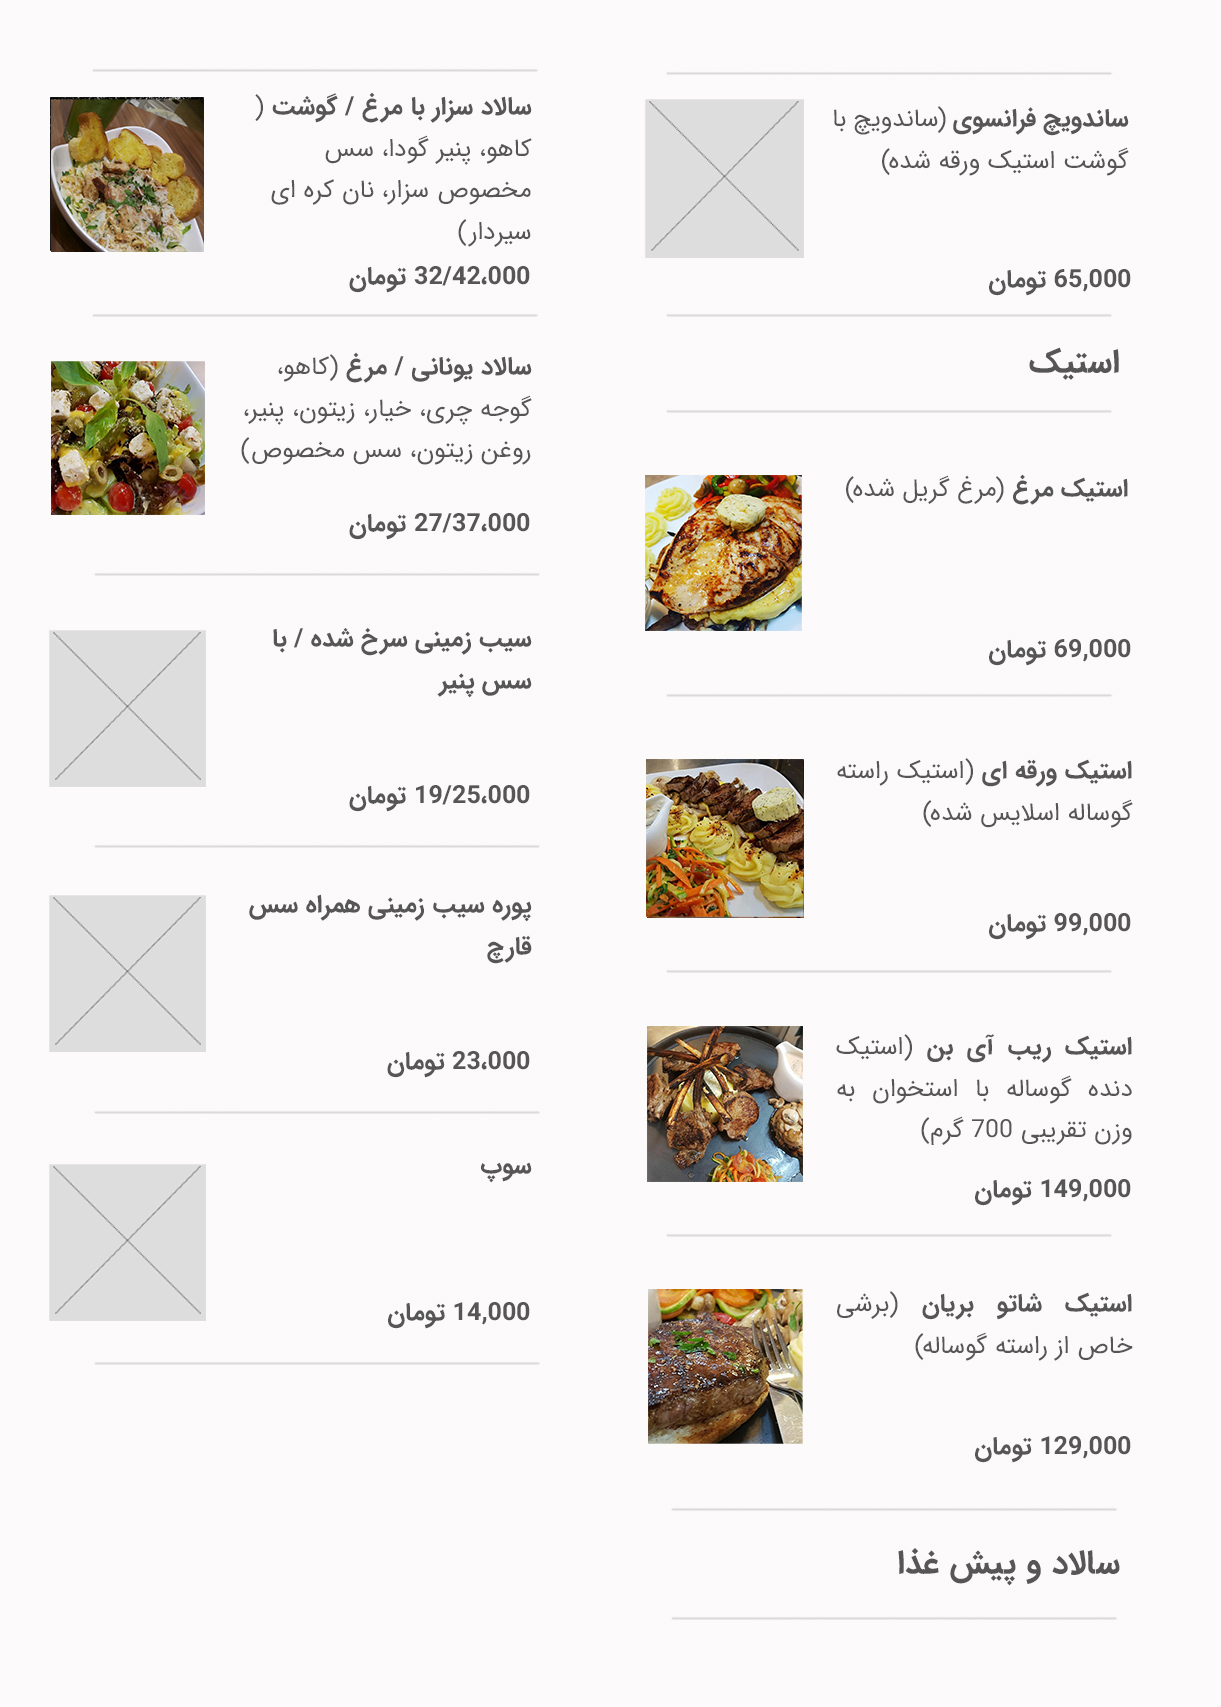 ساندویچ فرانسوی (ساندویچ با
گوشت استیک ورقه شده)
65,000 تومان
استیک
استیک مرغ (مرغ گریل شده)
69,000 تومان
استیک ورقه ای (استیک راسته
گوساله اسلایس شده)
99,000 تومان
استیک ریب آی بن (استیک
دنده گوساله با استخوان به
وزن تقریبی 700 گرم)
149,000 تومان
استیک شاتو بریان (برشی
خاص از راسته گوساله)
129,000 تومان
سالاد و پیش غذا
سالاد سزار با مرغ / گوشت (
کاهو، پنیر گودا، سس
مخصوص سزار، نان کره ای
سیردار)
32/42،000 تومان
سالاد یونانی / مرغ (کاهو،
گوجه چری، خیار، زیتون، پنیر،
روغن زیتون، سس مخصوص)
27/37،000 تومان
سیب زمینی سرخ شده / با
سس پنیر
19/25،000 تومان
پوره سیب زمینی همراه سس
قارچ
23،000 تومان
سوپ
14,000 تومان